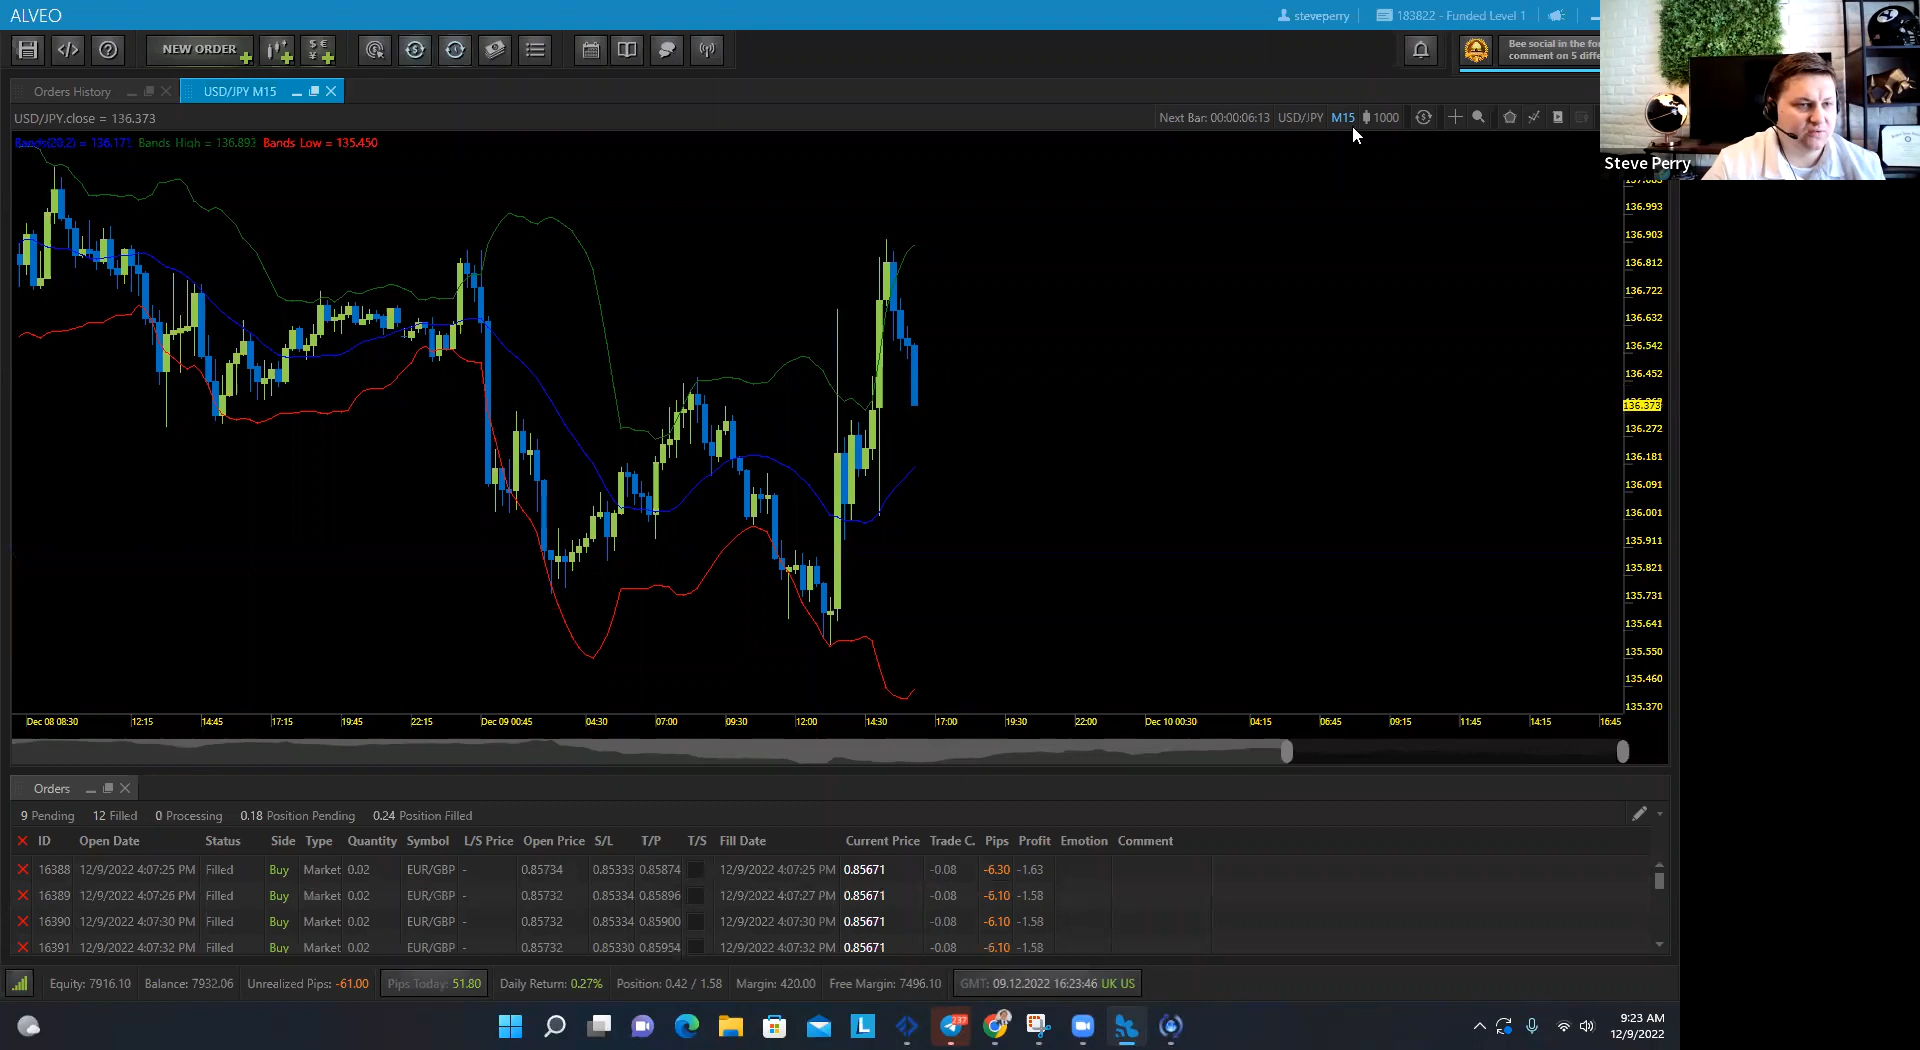 ALVEO
steveperry
183822 - Funded Level 1
NEW ORDER
Bee social in the fo
comment on 5 diffe
Steve Perry
Orders History
USD/JPY M15
USD/JPY.close = 136.373
Next Bar: 00:00:06:13
USD/JPY
M15
1000
Bands(20,2) = 136.171 Bands High = 136.893 Bands Low = 135.450
136.993
136.903
136.812
136.722
136.632
136.542
136.452
136.373
136.272
136.181
136.091
136.001
135.911
135.821
135.731
135.641
135.550
135.460
135.370
Dec 08 08:30 12:15 14:45 17:15 19:45 22:15 Dec 09 00:45 04:30 07:00 09:30 12:00 14:30 17:00 19:30 22:00 Dec 10 00:30 04:15 06:45 09:15 11:45 14:15 16:45
Orders
9 Pending 12 Filled 0 Processing 0.18 Position Pending 0.24 Position Filled
ID Open Date Status Side Type Quantity Symbol L/S Price Open Price S/L T/P T/S Fill Date Current Price Trade C. Pips Profit Emotion Comment
16388 12/9/2022 4:07:25 PM Filled Buy Market 0.02 EUR/GBP - 0.85734 0.85333 0.85874 12/9/2022 4:07:25 PM 0.85671 -0.08 -6.30 -1.63
16389 12/9/2022 4:07:26 PM Filled Buy Market 0.02 EUR/GBP - 0.85732 0.85334 0.85896 12/9/2022 4:07:27 PM 0.85671 -0.08 -6.10 -1.58
16390 12/9/2022 4:07:30 PM Filled Buy Market 0.02 EUR/GBP - 0.85732 0.85334 0.85900 12/9/2022 4:07:30 PM 0.85671 -0.08 -6.10 -1.58
16391 12/9/2022 4:07:32 PM Filled Buy Market 0.02 EUR/GBP - 0.85732 0.85330 0.85954 12/9/2022 4:07:32 PM 0.85671 -0.08 -6.10 -1.58
Equity: 7916.10 Balance: 7932.06 Unrealized Pips: -61.00 Pips Today: 51.80 Daily Return: 0.27% Position: 0.42 / 1.58 Margin: 420.00 Free Margin: 7496.10 GMT: 09.12.2022 16:23:46 UK US
237
9:23 AM
12/9/2022